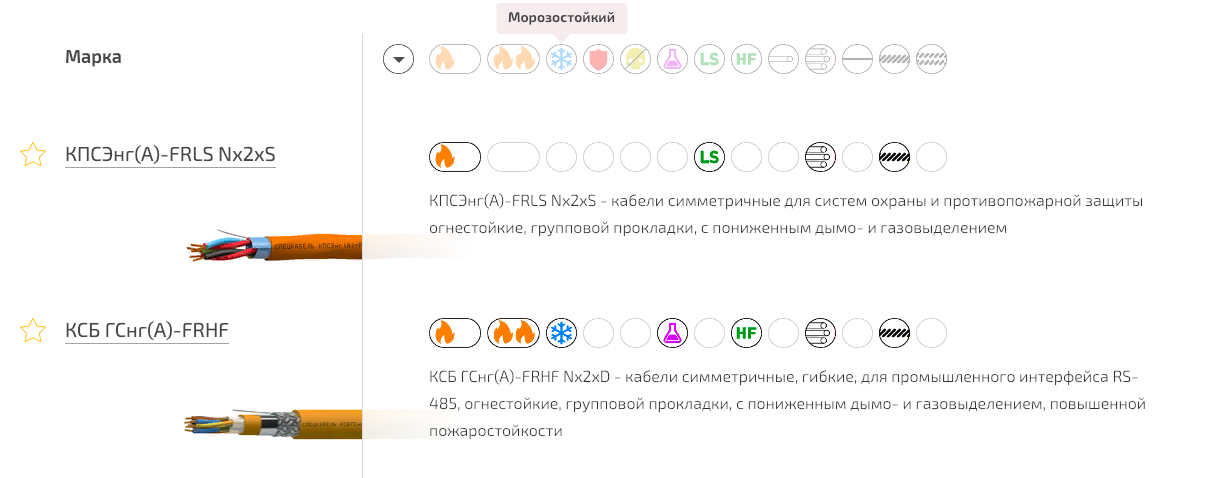 Морозостойкий
Марка
LS HF
КПСЭнг(А)-FRLS Nx2xS
LS
КПСЭнг(А)-FRLS Nx2xS - кабели симметричные для систем охраны и противопожарной защиты
огнестойкие, групповой прокладки, с пониженным дымо- и газовыделением
КСБ ГСнг(А)-FRHF
HF
КСБ ГСнг(А)-FRHF Nx2xD - кабели симметричные, гибкие, для промышленного интерфейса RS-
485, огнестойкие, групповой прокладки, с пониженным дымо- и газовыделением, повышенной
пожаростойкости